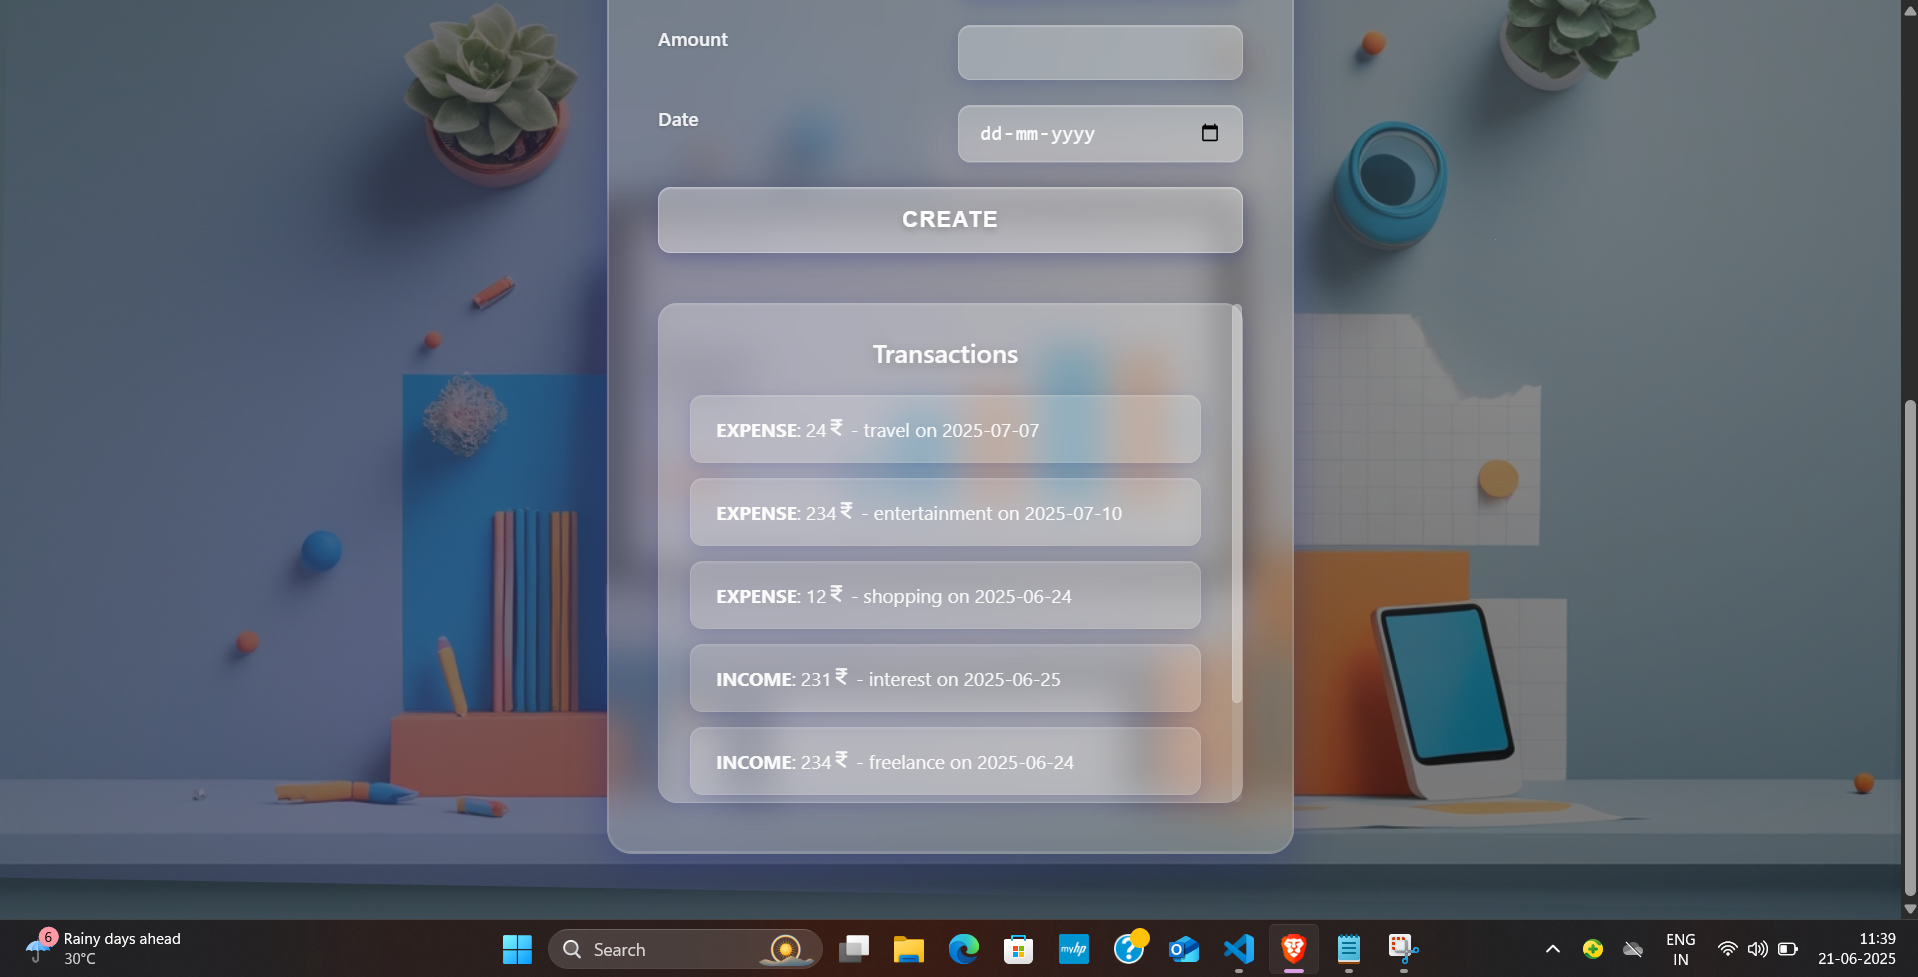 Amount
Date
dd-mm-yyyy
CREATE
Transactions
EXPENSE: 24₹ - travel on 2025-07-07
EXPENSE: 234₹ - entertainment on 2025-07-10
EXPENSE: 12₹ - shopping on 2025-06-24
INCOME: 231₹ - interest on 2025-06-25
INCOME: 234₹ - freelance on 2025-06-24
6
Rainy days ahead
30°C
Search
myhp
ENG
IN
11:39
21-06-2025